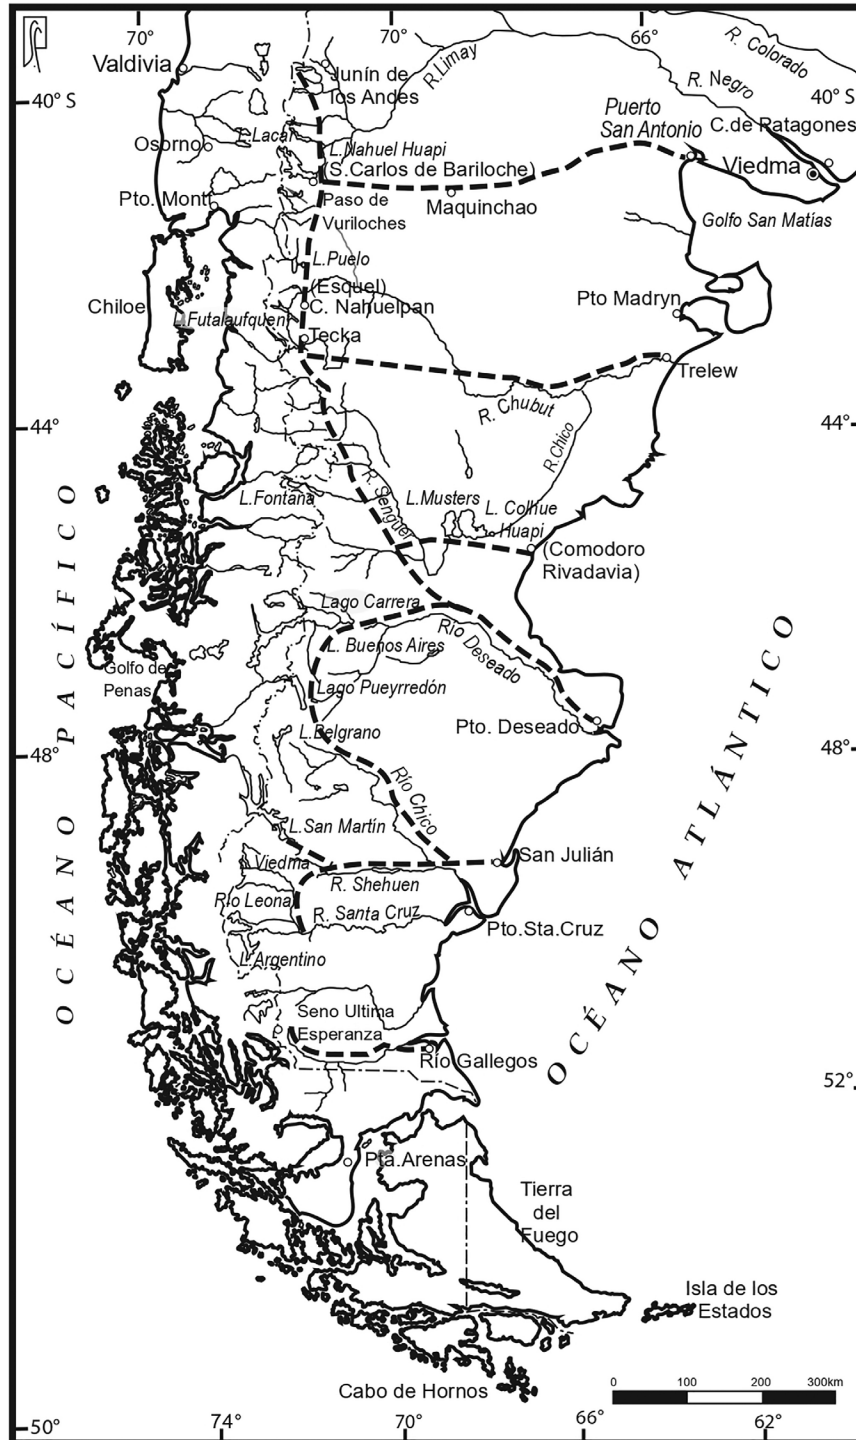 70°
70°
66°
Valdivia
Junín de
los Andes
R.Limay
R. Colorado
R. Negro
40° S
40° S
Puerto
San Antonio
C.de Ratagones
Osorno
L.Lacar
L.Nahuel Huapi
(S.Carlos de Bariloche)
Viedma
Pto. Montt
Paso de
Vuriloches
Maquinchao
Golfo San Matías
L.Puelo
(Esquel)
Chiloe
C. Nahuelpan
Pto Madryn
L.Futalaufquen
Tecka
Trelew
R. Chubut
44°
44°
R.Chico
R. Senguer
L.Fontana
L.Musters
L. Colhue
Huapi
(Comodoro
Rivadavia)
Lago Carrera
Río Deseado
L. Buenos Aires
Golfo de
Penas
Lago Pueyrredón
Pto. Deseado
L.Belgrano
48°
48°
Río Chico
L.San Martín
San Julián
Viedma
R. Shehuen
Río Leona
R. Santa Cruz
Pto.Sta.Cruz
L.Argentino
OCÉANO PACÍFICO
OCÉANO ATLÁNTICO
Seno Ultima
Esperanza
Río Gallegos
52°
Pta.Arenas
Tierra
del
Fuego
Isla de los
Estados
Cabo de Hornos
0 100 200 300km
50°
74°
70°
66°
62°